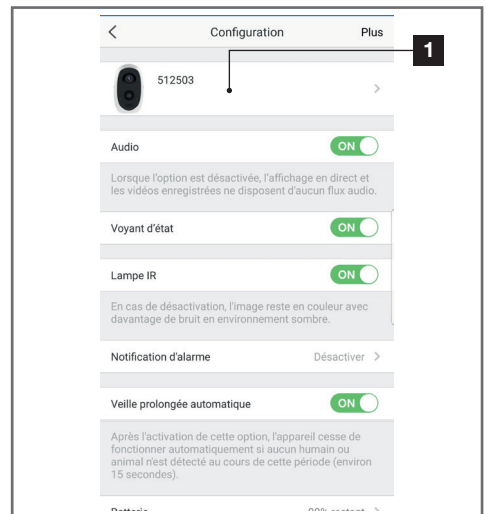 Configuration Plus
1
512503
Audio ON
Lorsque l'option est désactivée, l'affichage en direct et
les vidéos enregistrées ne disposent d'aucun flux audio.
Voyant d'état ON
Lampe IR ON
En cas de désactivation, l'image reste en couleur avec
davantage de bruit en environnement sombre.
Notification d'alarme Désactiver
Veille prolongée automatique ON
Après l'activation de cette option, l'appareil cesse de
fonctionner automatiquement si aucun humain ou
animal n'est détecté au cours de cette période (environ
15 secondes).
Batterie restant